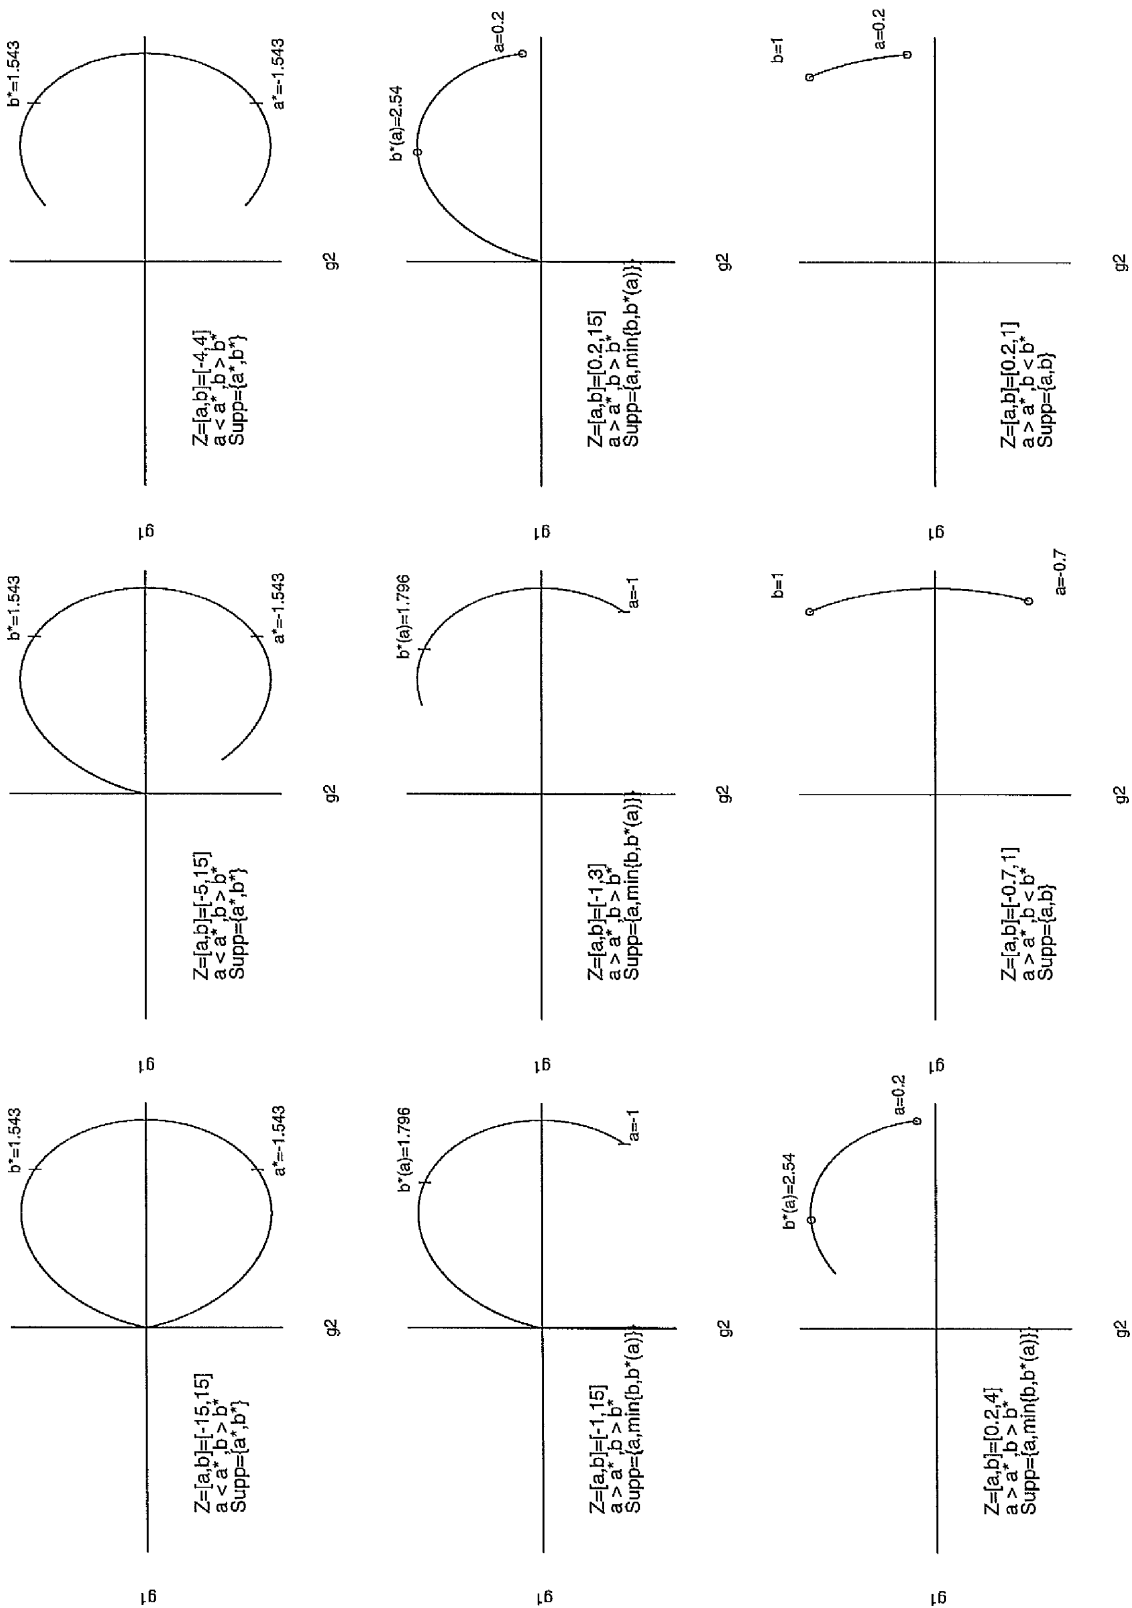 b*=1.543
a*=-1.543
g1
g2
Z=[a,b]=[-15,15]
a < a* ,b > b*
Supp={a*,b*}
b*=1.543
a*=-1.543
g1
g2
Z=[a,b]=[-5,15]
a < a* ,b > b*
Supp={a*,b*}
b*=1.543
a*=-1.543
g1
g2
Z=[a,b]=[-4,4]
a < a* ,b > b*
Supp={a*,b*}
b*(a)=1.796
a=-1
g1
g2
Z=[a,b]=[-1,15]
a > a* ,b > b*
Supp={a,min{b,b*(a)}}
b*(a)=1.796
a=-1
g1
g2
Z=[a,b]=[-1,3]
a > a* ,b > b*
Supp={a,min{b,b*(a)}}
b*(a)=2.54
a=0.2
g1
g2
Z=[a,b]=[0.2,15]
a > a* ,b > b*
Supp={a,min{b,b*(a)}}
b*(a)=2.54
a=0.2
g1
g2
Z=[a,b]=[0.2,4]
a > a* ,b > b*
Supp={a,min{b,b*(a)}}
b=1
a=-0.7
g1
g2
Z=[a,b]=[-0.7,1]
a > a* ,b < b*
Supp={a,b}
b=1
a=0.2
g1
g2
Z=[a,b]=[0.2,1]
a > a* ,b < b*
Supp={a,b}